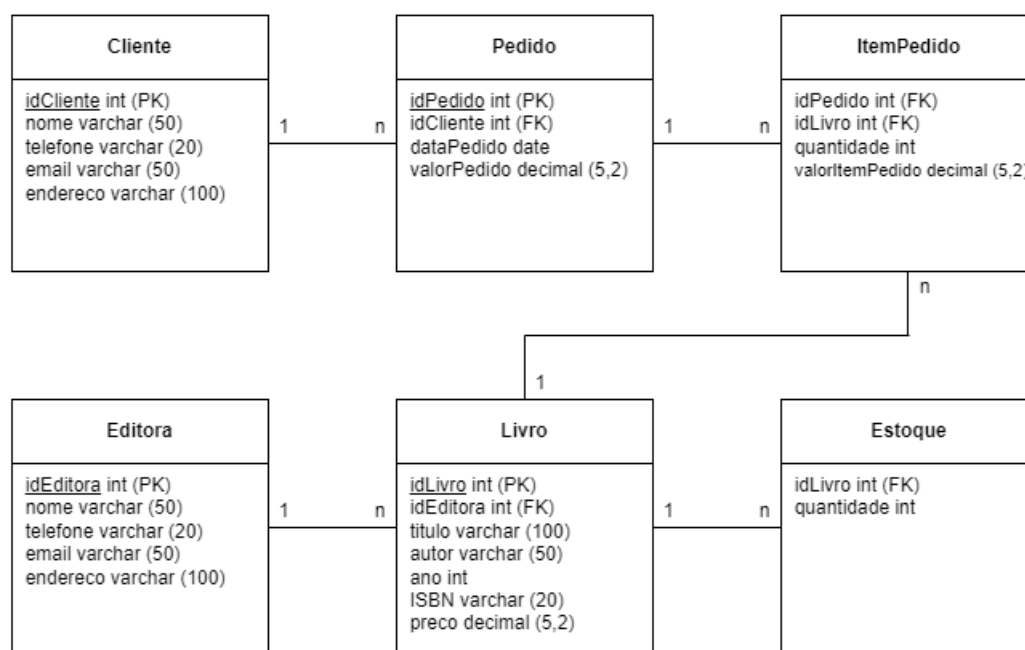 Cliente
idCliente int (PK)
nome varchar (50)
telefone varchar (20)
email varchar (50)
endereco varchar (100)
1
n
Pedido
idPedido int (PK)
idCliente int (FK)
dataPedido date
valorPedido decimal (5,2)
1
n
ItemPedido
idPedido int (FK)
idLivro int (FK)
quantidade int
valorItemPedido decimal (5,2)
n
1
Editora
idEditora int (PK)
nome varchar (50)
telefone varchar (20)
email varchar (50)
endereco varchar (100)
1
n
Livro
idLivro int (PK)
idEditora int (FK)
titulo varchar (100)
autor varchar (50)
ano int
ISBN varchar (20)
preco decimal (5,2)
1
n
Estoque
idLivro int (FK)
quantidade int